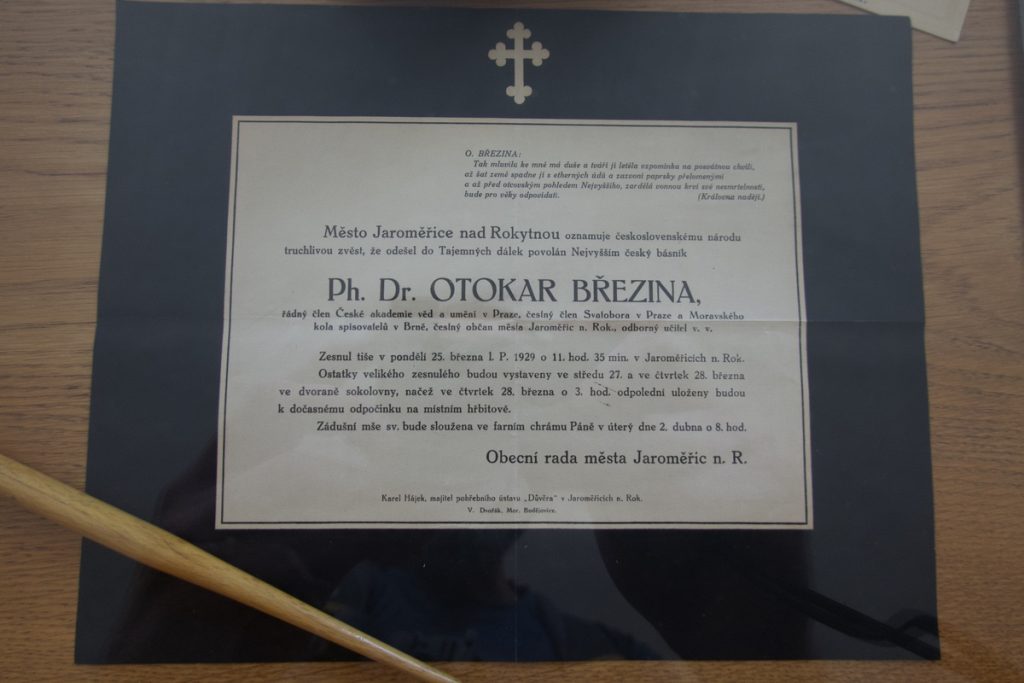 O. BŘEZINA:
Tak mluvila ke mně má duše a tváří jí letěla vzpomínka na posvátnou chvíli,
až šat země spadne jí s etherných údů a zazvoní paprsky přelomenými
a až před otcovským pohledem Nejvyššího, zardělá vonnou krví své nesmrtelnosti,
bude pro věky odpovídati. (Královna nadějí.)
Město Jaroměřice nad Rokytnou oznamuje československému národu
truchlivou zvěst, že odešel do Tajemných dálek povolán Nejvyšším český básník
Ph. Dr. OTOKAR BŘEZINA,
řádný člen České akademie věd a umění v Praze, čestný člen Svatobora v Praze a Moravského
kola spisovatelů v Brně, čestný občan města Jaroměřic n. Rok., odborný učitel v. v.
Zesnul tiše v pondělí 25. března l. P. 1929 o 11. hod. 35 min. v Jaroměřicích n. Rok.
Ostatky velikého zesnulého budou vystaveny ve středu 27. a ve čtvrtek 28. března
ve dvoraně sokolovny, načež ve čtvrtek 28. března o 3. hod. odpolední uloženy budou
k dočasnému odpočinku na místním hřbitově.
Zádušní mše sv. bude sloužena ve farním chrámu Páně v úterý dne 2. dubna o 8. hod.
Obecní rada města Jaroměřic n. R.
Karel Hájek, majitel pohřebního ústavu „Důvěra" v Jaroměřicích n. Rok.
V. Dvořák, Mor. Budějovice.